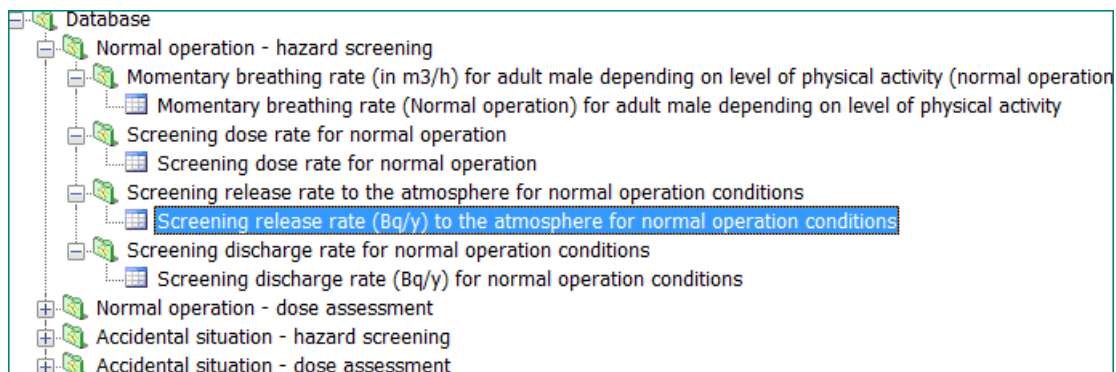 Database
Normal operation - hazard screening
Momentary breathing rate (in m3/h) for adult male depending on level of physical activity (normal operation
Momentary breathing rate (Normal operation) for adult male depending on level of physical activity
Screening dose rate for normal operation
Screening dose rate for normal operation
Screening release rate to the atmosphere for normal operation conditions
Screening release rate (Bq/y) to the atmosphere for normal operation conditions
Screening discharge rate for normal operation conditions
Screening discharge rate (Bq/y) for normal operation conditions
Normal operation - dose assessment
Accidental situation - hazard screening
Accidental situation - dose assessment